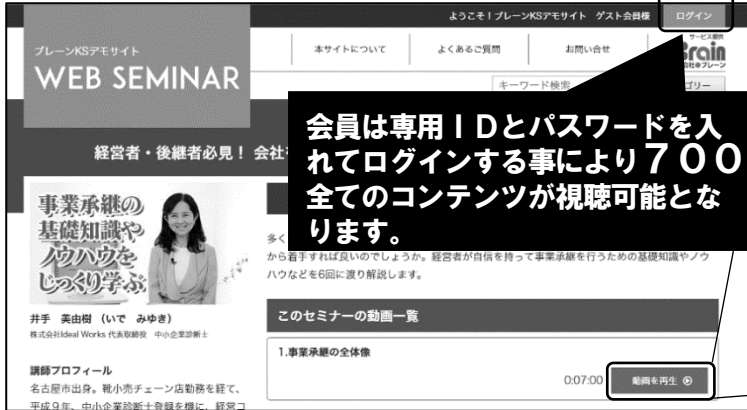 ようこそ！ブレーンKSデモサイト ゲスト会員様
ログイン
ブレーンKSデモサイト
WEB SEMINAR
本サイトについて
よくあるご質問
お問い合せ
サービス提供
Brain
株式会社ブレーン
キーワード検索
ゴリー
会員は専用ＩＤとパスワードを入
れてログインする事により７００
全てのコンテンツが視聴可能とな
ります。
経営者・後継者必見！ 会社
事業承継の
基礎知識や
ノウハウを
じっくり学ぶ
多く
から着手すれば良いのでしょうか。経営者が自信を持って事業承継を行うための基礎知識やノウ
ハウなどを6回に渡り解説します。
井手 美由樹 （いで みゆき）
株式会社Ideal Works 代表取締役 中小企業診断士
このセミナーの動画一覧
1.事業承継の全体像
0:07:00
動画を再生
講師プロフィール
名古屋市出身。靴小売チェーン店勤務を経て、
平成９年、中小企業診断士登録を機に、経営コ